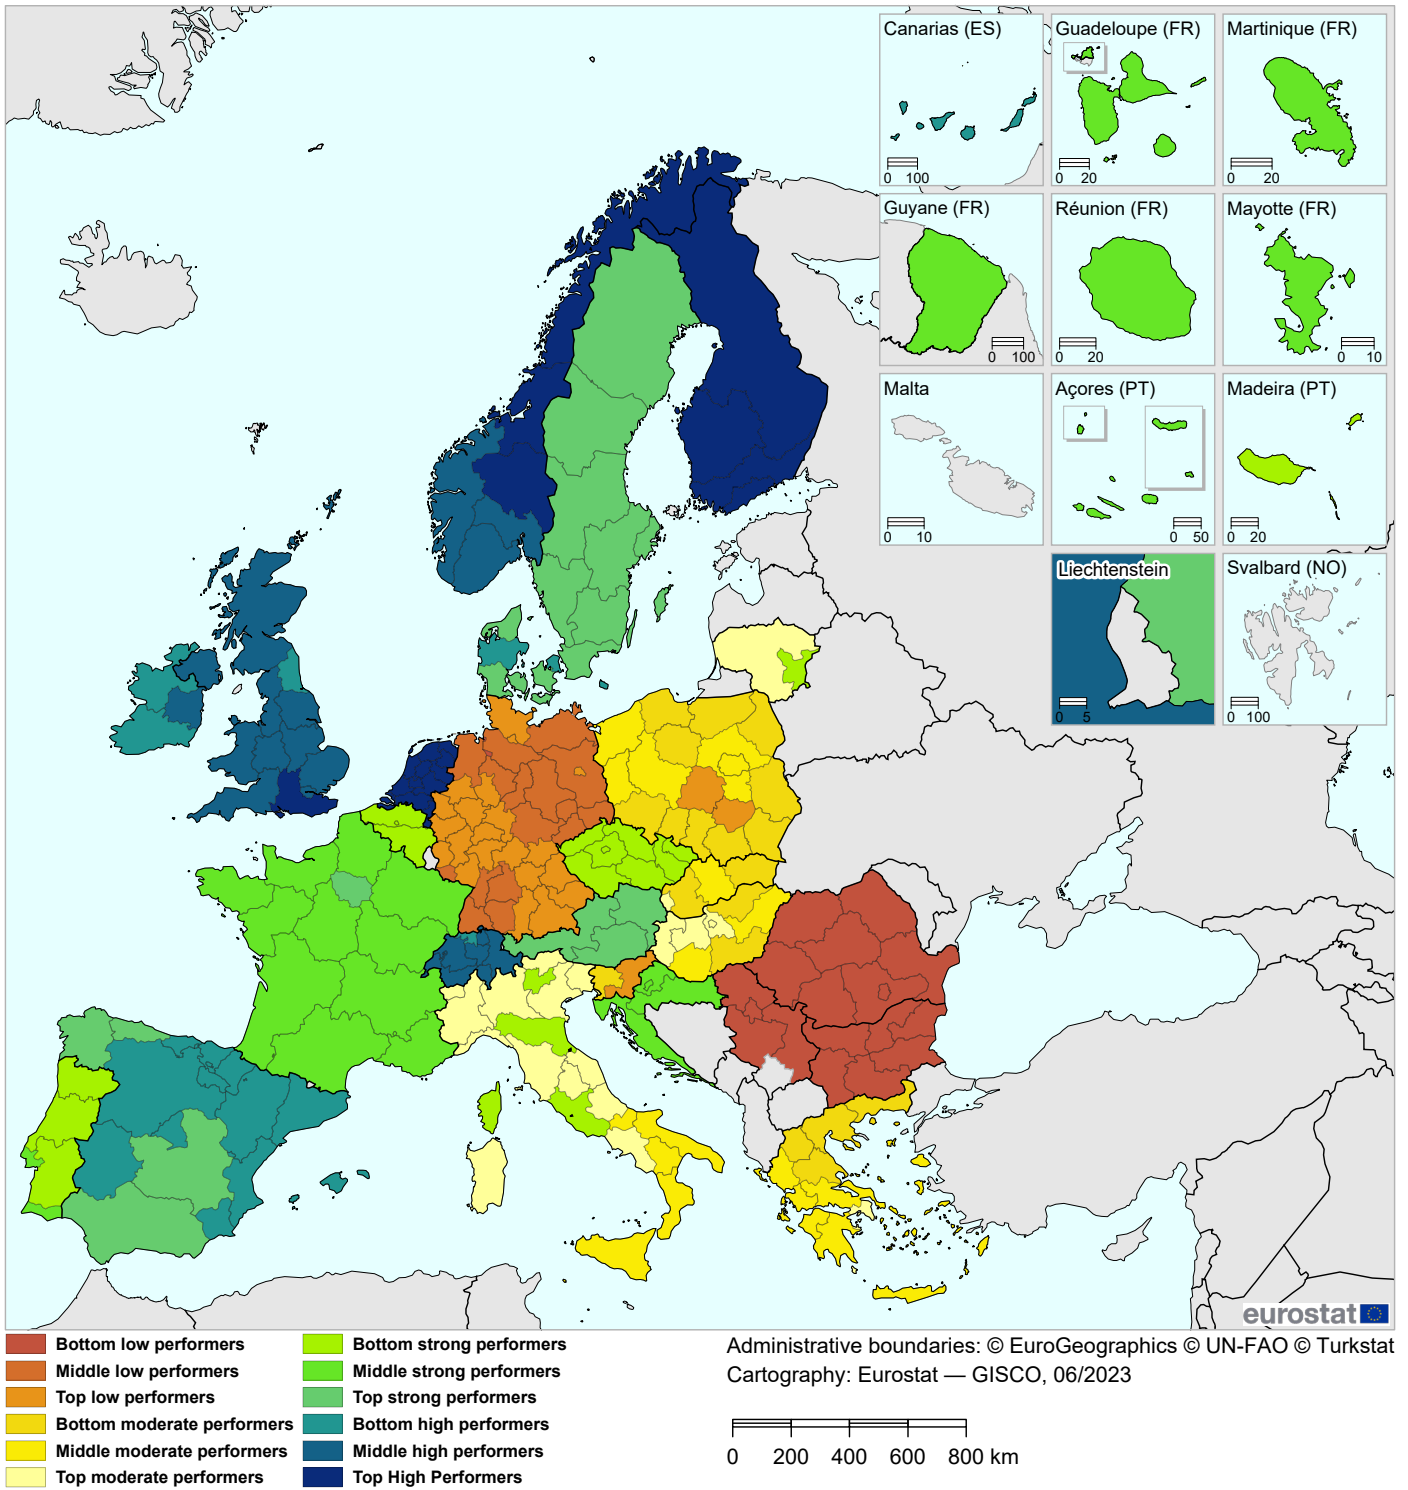 Canarias (ES)
0 100
Guadeloupe (FR)
0 20
Martinique (FR)
0 20
Guyane (FR)
0 100
Réunion (FR)
0 20
Mayotte (FR)
0 10
Malta
0 10
Açores (PT)
0 50
Madeira (PT)
0 20
Liechtenstein
0 5
Svalbard (NO)
0 100
eurostat
Bottom low performers
Middle low performers
Top low performers
Bottom moderate performers
Middle moderate performers
Top moderate performers
Bottom strong performers
Middle strong performers
Top strong performers
Bottom high performers
Middle high performers
Top High Performers
Administrative boundaries: © EuroGeographics © UN-FAO © Turkstat
Cartography: Eurostat — GISCO, 06/2023
0 200 400 600 800 km